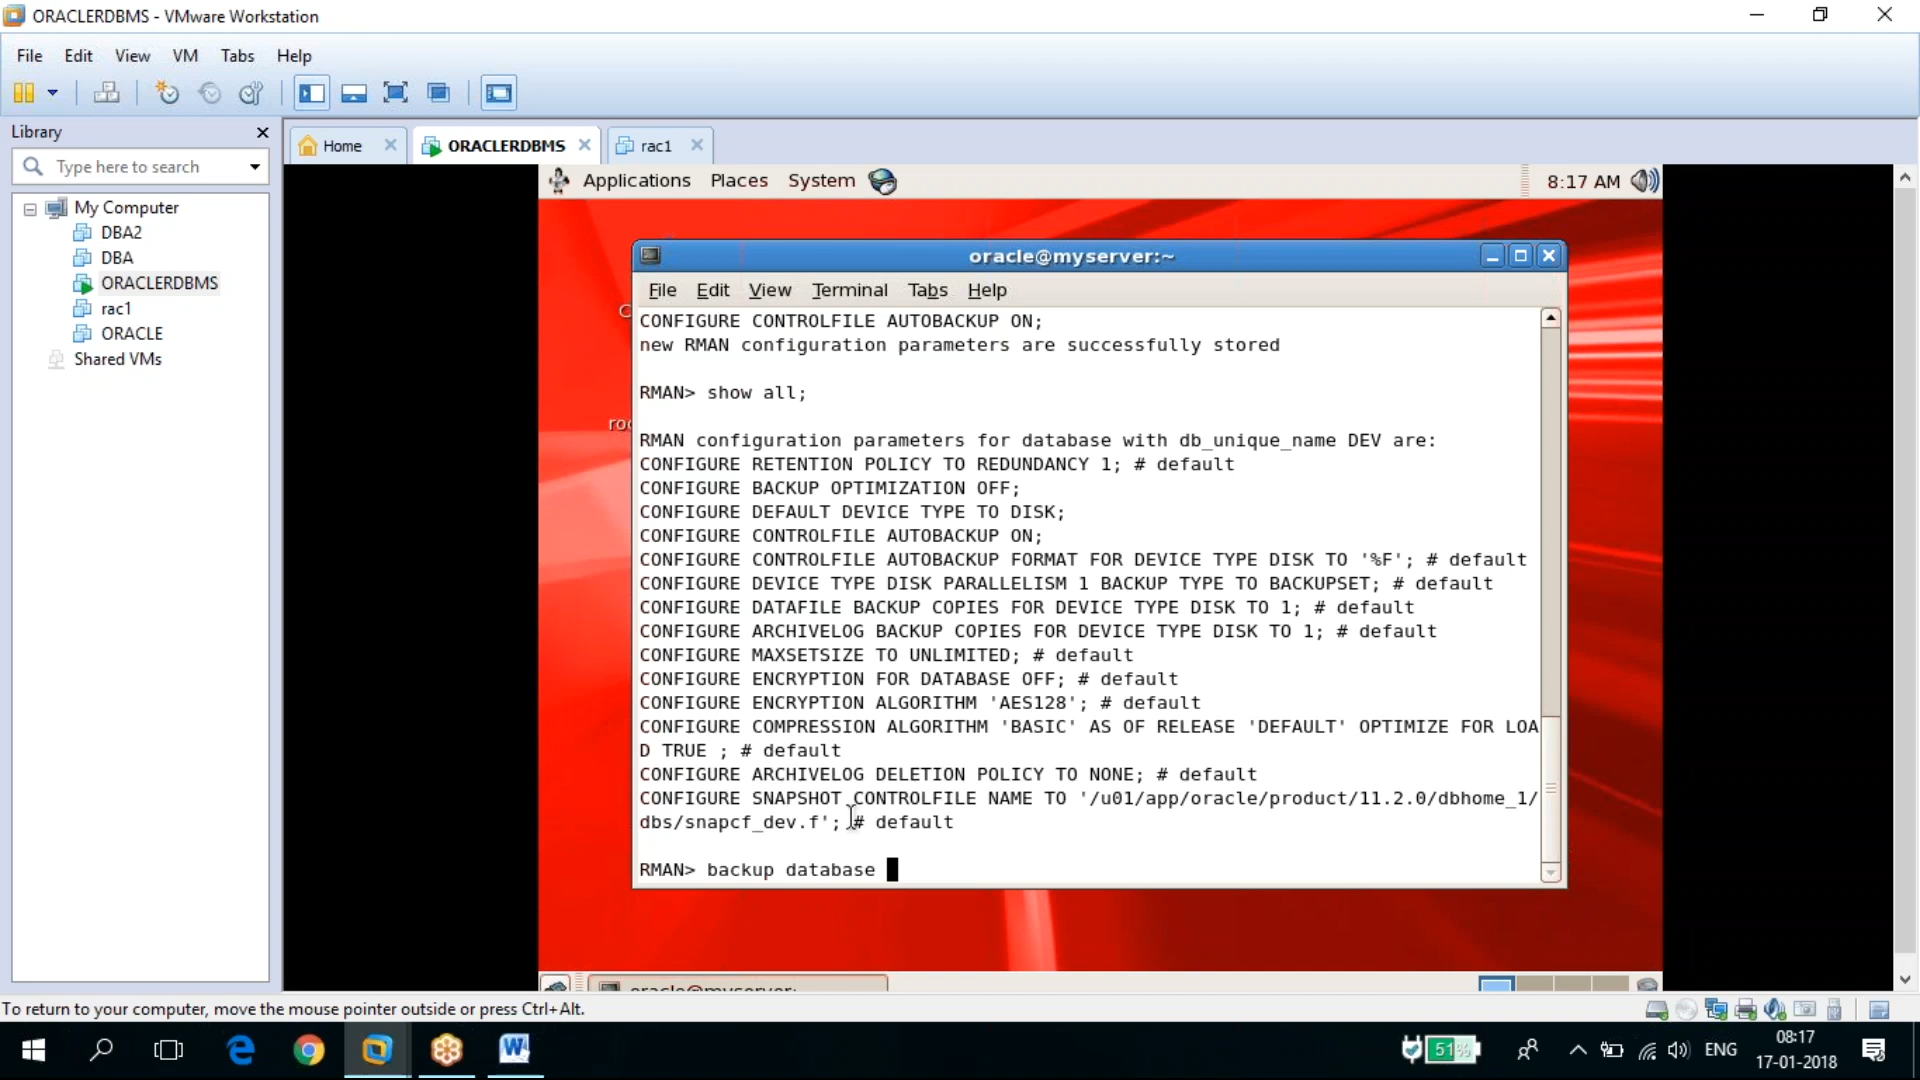 ORACLERDBMS - VMware Workstation
File Edit View VM Tabs Help
Library
Type here to search
My Computer
DBA2
DBA
ORACLERDBMS
rac1
ORACLE
Shared VMs
Home ORACLERDBMS rac1
Applications Places System 8:17 AM
oracle@myserver:~
File Edit View Terminal Tabs Help
CONFIGURE CONTROLFILE AUTOBACKUP ON;
new RMAN configuration parameters are successfully stored
RMAN> show all;
RMAN configuration parameters for database with db_unique_name DEV are:
CONFIGURE RETENTION POLICY TO REDUNDANCY 1; # default
CONFIGURE BACKUP OPTIMIZATION OFF;
CONFIGURE DEFAULT DEVICE TYPE TO DISK;
CONFIGURE CONTROLFILE AUTOBACKUP ON;
CONFIGURE CONTROLFILE AUTOBACKUP FORMAT FOR DEVICE TYPE DISK TO '%F'; # default
CONFIGURE DEVICE TYPE DISK PARALLELISM 1 BACKUP TYPE TO BACKUPSET; # default
CONFIGURE DATAFILE BACKUP COPIES FOR DEVICE TYPE DISK TO 1; # default
CONFIGURE ARCHIVELOG BACKUP COPIES FOR DEVICE TYPE DISK TO 1; # default
CONFIGURE MAXSETSIZE TO UNLIMITED; # default
CONFIGURE ENCRYPTION FOR DATABASE OFF; # default
CONFIGURE ENCRYPTION ALGORITHM 'AES128'; # default
CONFIGURE COMPRESSION ALGORITHM 'BASIC' AS OF RELEASE 'DEFAULT' OPTIMIZE FOR LOA
D TRUE ; # default
CONFIGURE ARCHIVELOG DELETION POLICY TO NONE; # default
CONFIGURE SNAPSHOT CONTROLFILE NAME TO '/u01/app/oracle/product/11.2.0/dbhome_1/
dbs/snapcf_dev.f'; # default
RMAN> backup database
To return to your computer, move the mouse pointer outside or press Ctrl+Alt.
51%
ENG
08:17
17-01-2018